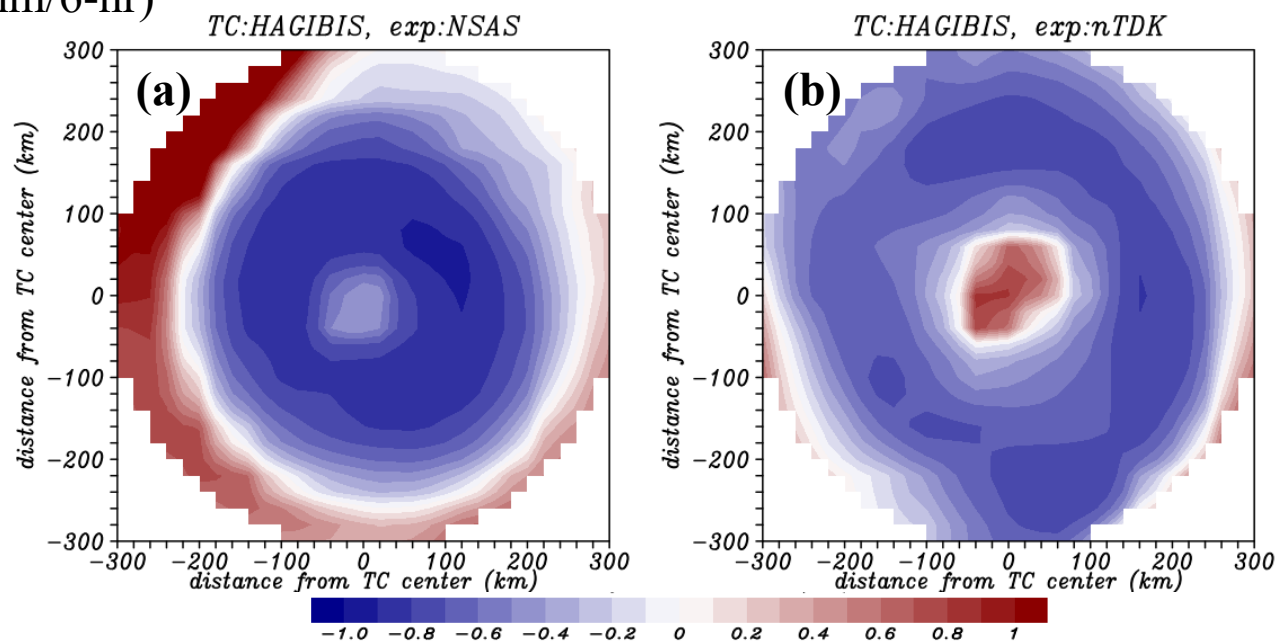 TC:HAGIBIS, exp:NSAS
(a)
distance from TC center (km)
300
200
100
0
−100
−200
−300
−300 −200 −100 0 100 200 300
distance from TC center (km)
TC:HAGIBIS, exp:nTDK
(b)
distance from TC center (km)
300
200
100
0
−100
−200
−300
−300 −200 −100 0 100 200 300
distance from TC center (km)
−1.0 −0.8 −0.6 −0.4 −0.2 0 0.2 0.4 0.6 0.8 1